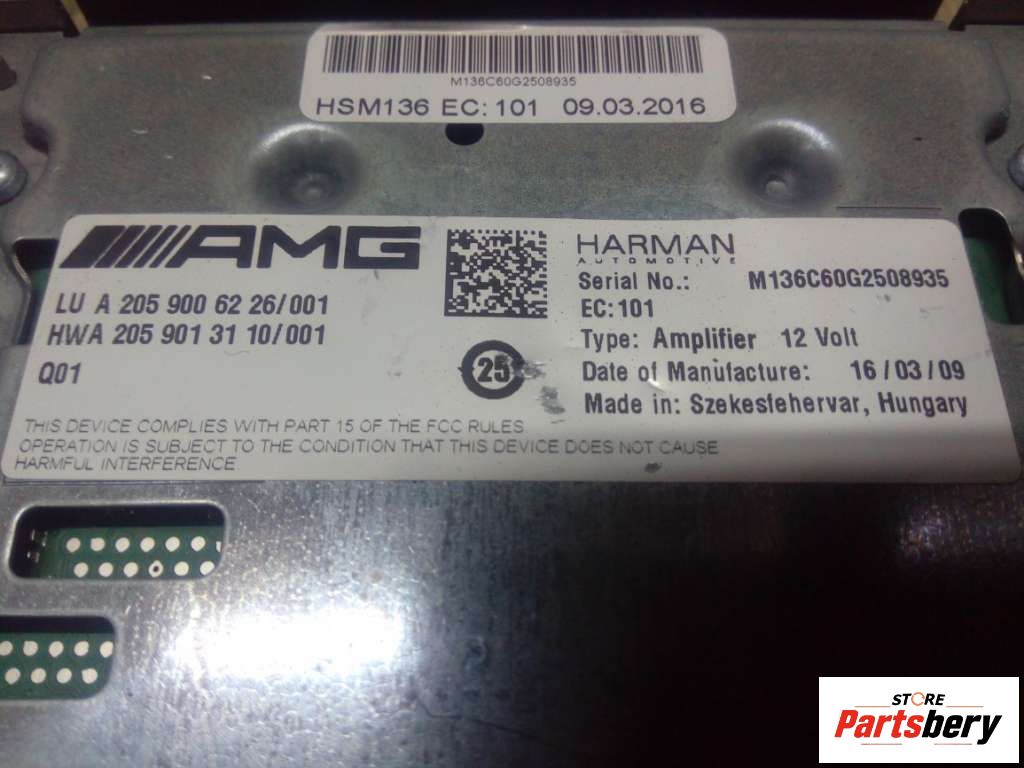 M136C60G2508935
HSM136 EC: 101 09.03.2016
AMG
LU A 205 900 62 26/001
HWA 205 901 31 10/001
Q01
25
HARMAN
AUTOMOTIVE
Serial No.: M136C60G2508935
EC: 101
Type: Amplifier 12 Volt
Date of Manufacture: 16/03/09
Made in: Szekesfehervar, Hungary
THIS DEVICE COMPLIES WITH PART 15 OF THE FCC RULES.
OPERATION IS SUBJECT TO THE CONDITION THAT THIS DEVICE DOES NOT CAUSE
HARMFUL INTERFERENCE.
STORE
Partsbery